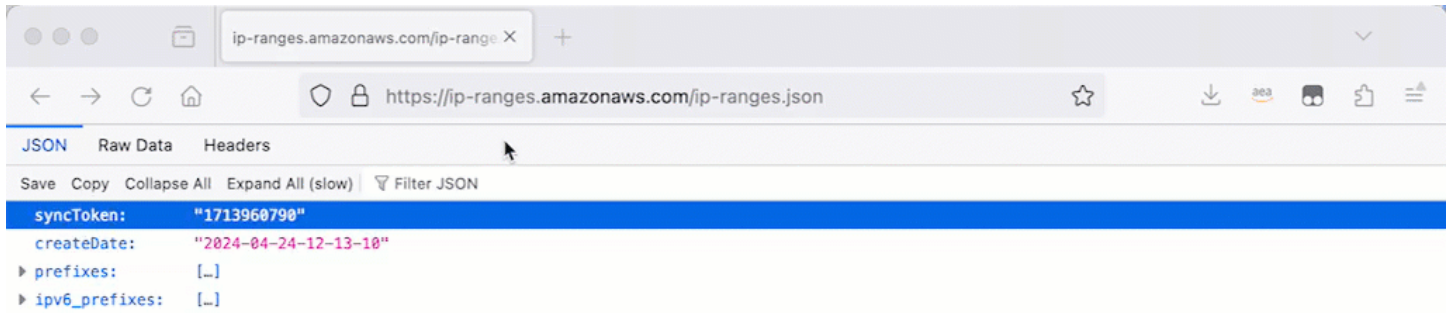 ip-ranges.amazonaws.com/ip-range
https://ip-ranges.amazonaws.com/ip-ranges.json
aea
JSON Raw Data Headers
Save Copy Collapse All Expand All (slow) Filter JSON
syncToken: "1713960790"
createDate: "2024-04-24-12-13-10"
prefixes: […]
ipv6_prefixes: […]